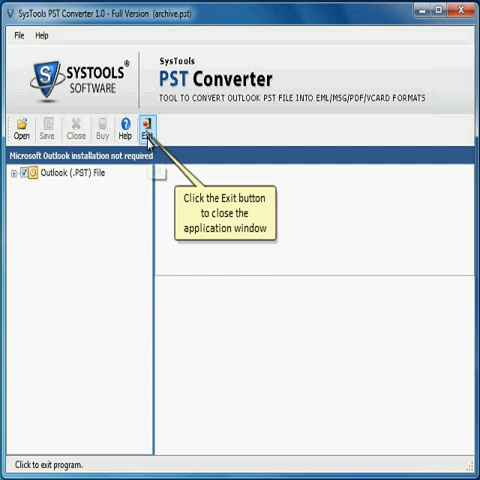 SysTools PST Converter 1.0 - Full Version (archive.pst)
File Help
SYSTOOLS®
SOFTWARE
SysTools
PST Converter
TOOL TO CONVERT OUTLOOK PST FILE INTO EML/MSG/PDF/VCARD FORMATS
Open Save Close Buy Help Exit
Microsoft Outlook installation not required
Outlook (.PST) File
Click the Exit button
to close the
application window
Click to exit program.